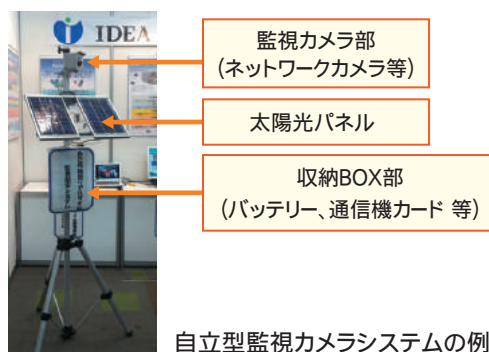 IDEA
監視カメラ部
(ネットワークカメラ等)
太陽光パネル
収納BOX部
(バッテリー、通信機カード 等)
自立型監視カメラシステムの例